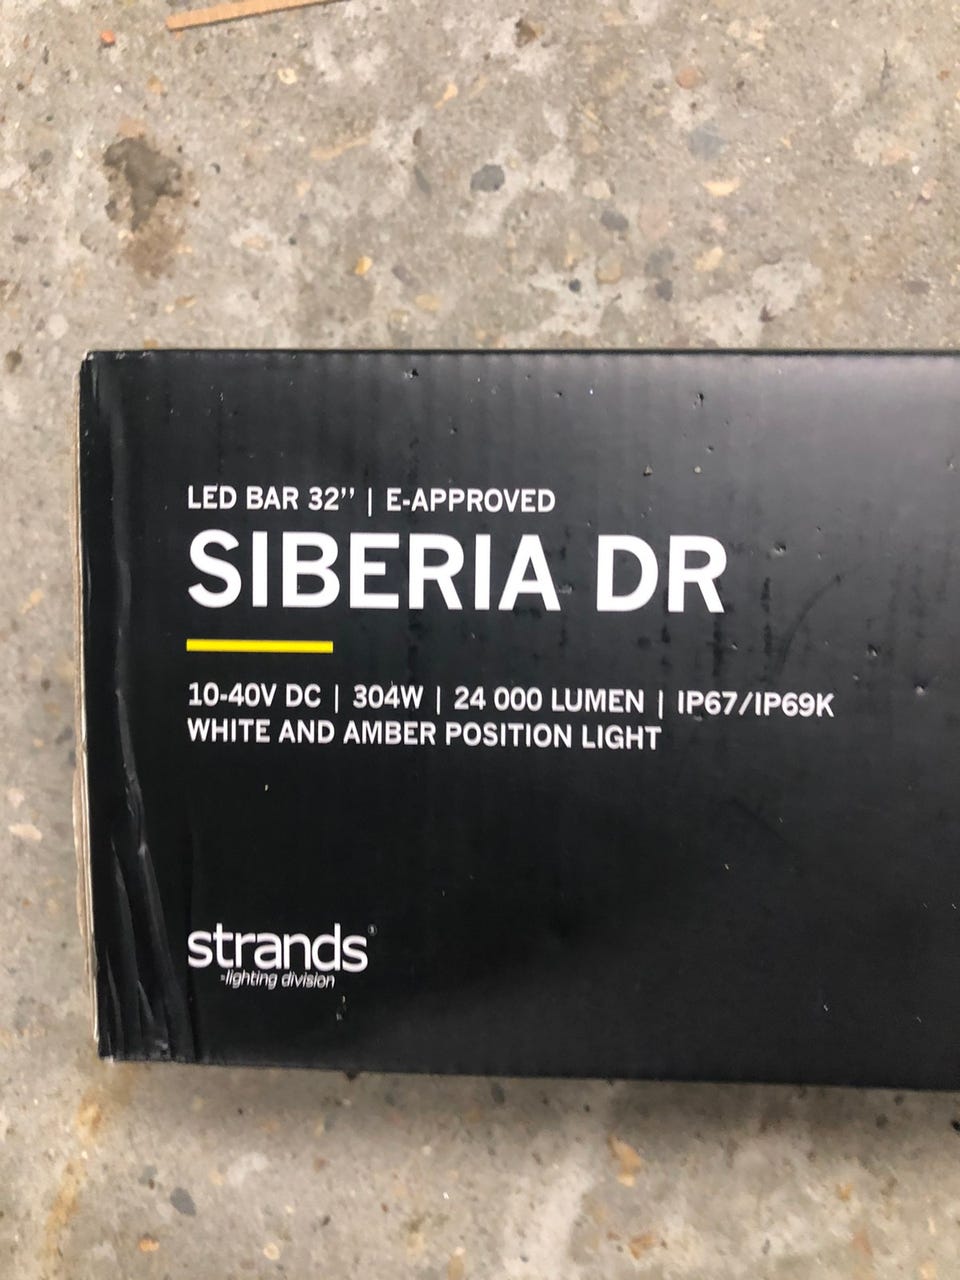 LED BAR 32’’ | E-APPROVED
SIBERIA DR
10-40V DC | 304W | 24 000 LUMEN | IP67/IP69K
WHITE AND AMBER POSITION LIGHT
strands®
-lighting division